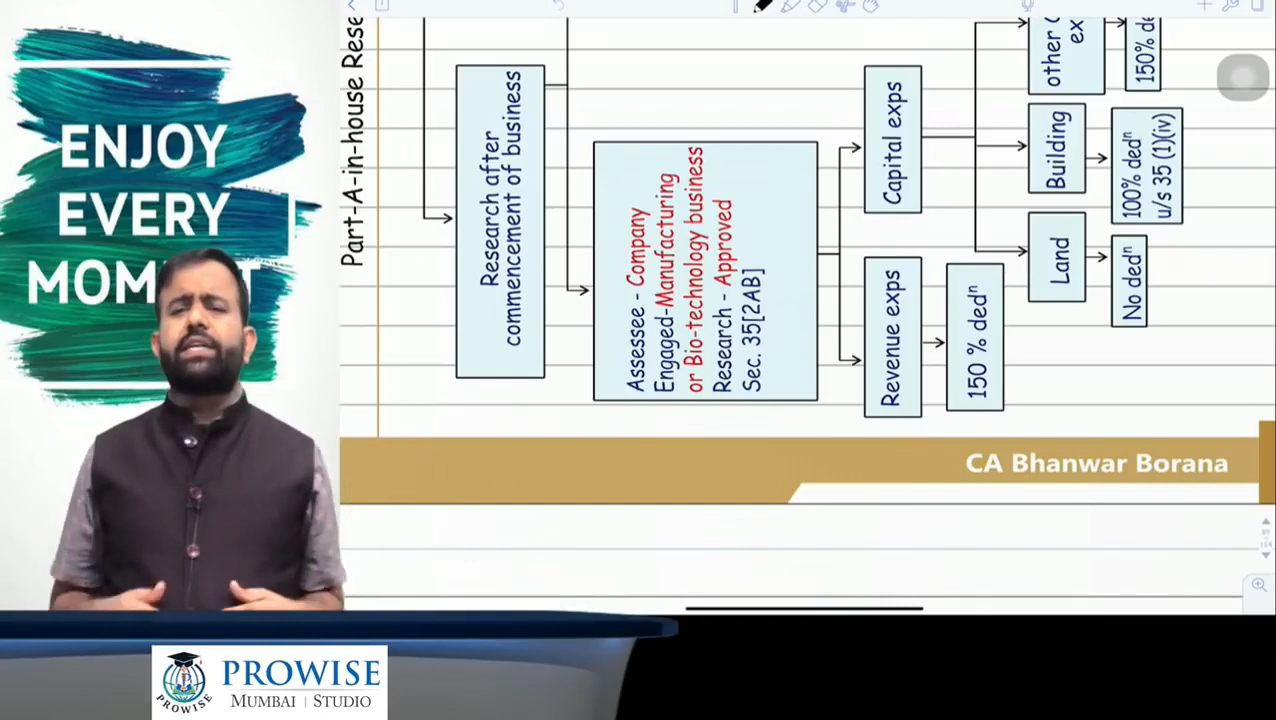 ENJOY
EVERY
Part-A-in-house Rese
Research after
commencement of business
Assessee - Company
Engaged-Manufacturing
or Bio-technology business
Research - Approved
Sec. 35[2AB]
Capital exps
Revenue exps
150 % dedⁿ
other
ex
150% de
Building
100% dedⁿ
u/s 35 (1)(iv)
Land
No dedⁿ
CA Bhanwar Borana
PROWISE
PROWISE
MUMBAI | STUDIO